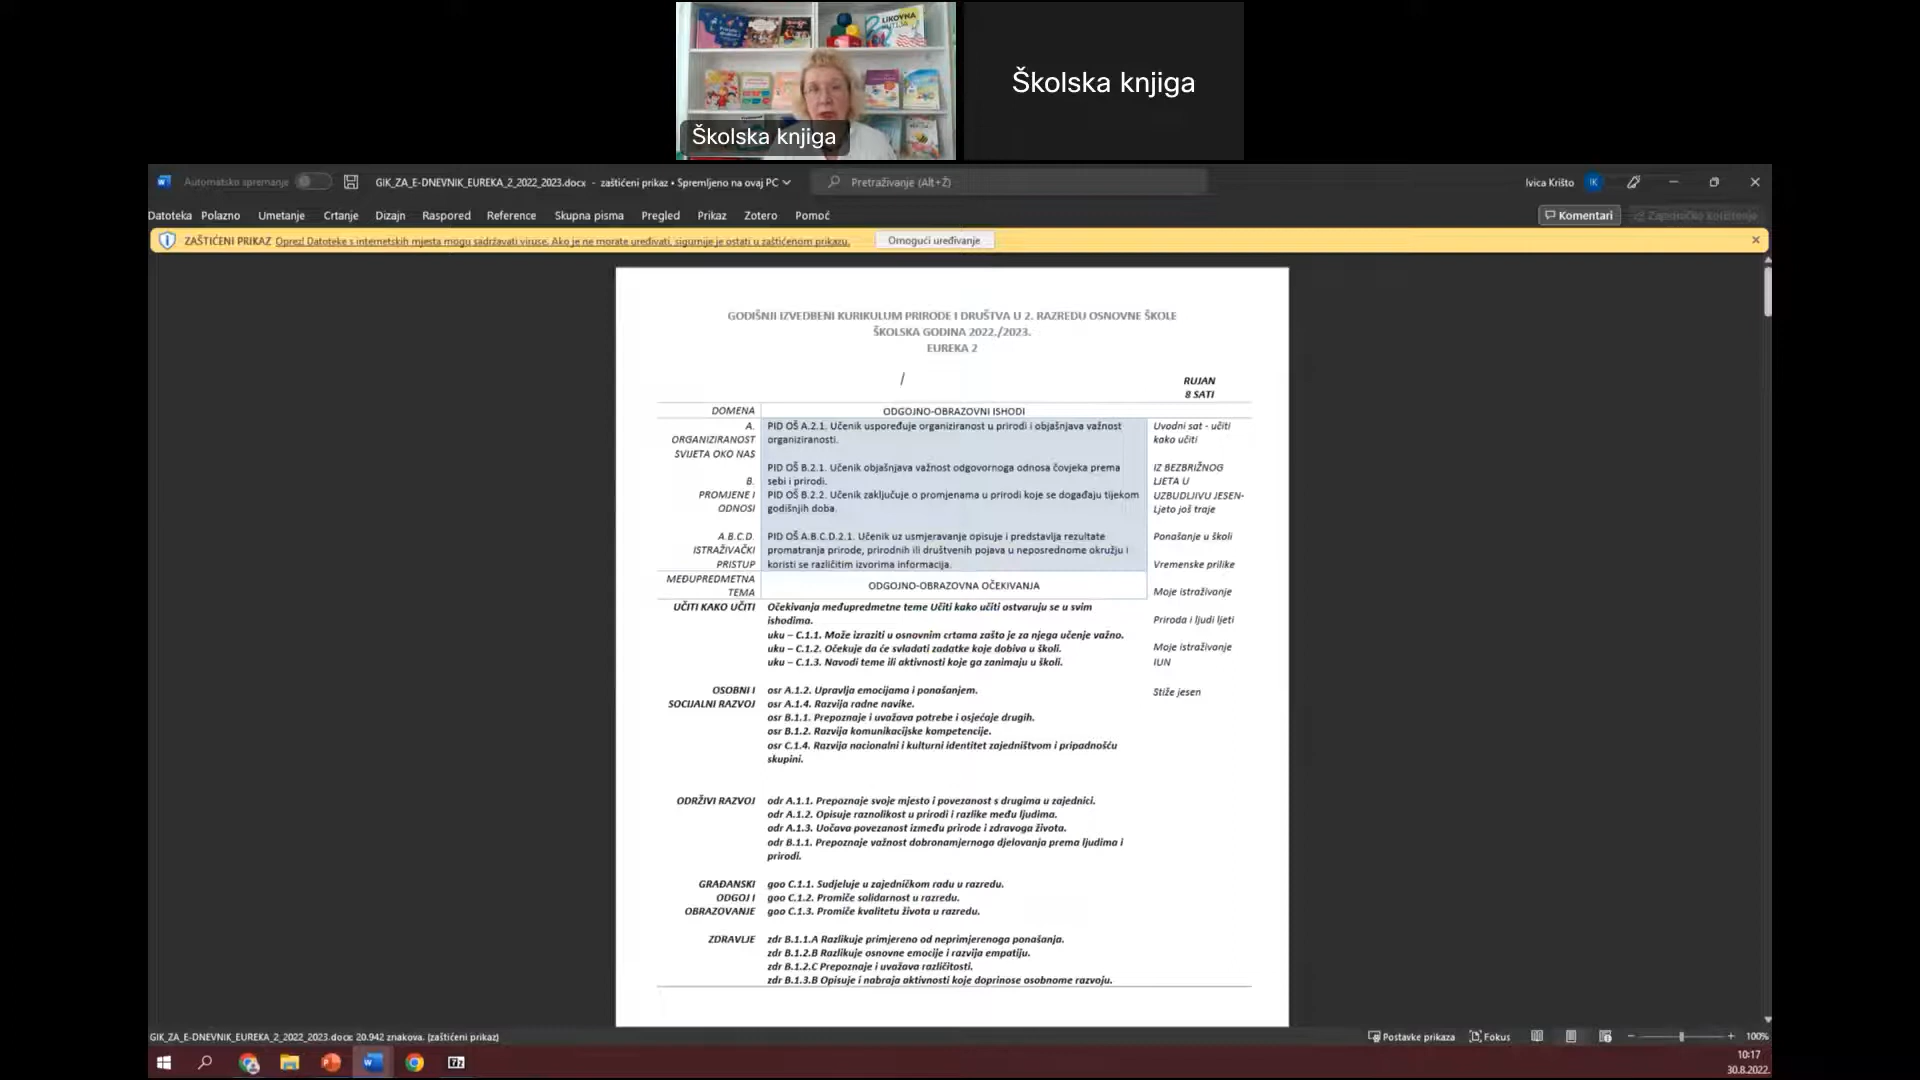 LIKOVNA
Školska knjiga
Školska knjiga
Automatsko spremanje
GIK_ZA_E-DNEVNIK_EUREKA_2_2022_2023.docx - zaštićeni prikaz • Spremljeno na ovaj PC
Pretraživanje (Alt+Ž)
Ivica Krišto
IK
Datoteka Polazno Umetanje Crtanje Dizajn Raspored Reference Skupna pisma Pregled Prikaz Zotero Pomoć
Komentari
Zajedničko korištenje
ZAŠTIĆENI PRIKAZ Oprez! Datoteke s internetskih mjesta mogu sadržavati viruse. Ako je ne morate uređivati, sigurnije je ostati u zaštićenom prikazu.
Omogući uređivanje
GODIŠNJI IZVEDBENI KURIKULUM PRIRODE I DRUŠTVA U 2. RAZREDU OSNOVNE ŠKOLE
ŠKOLSKA GODINA 2022./2023.
EUREKA 2
/
RUJAN
8 SATI
DOMENA
ODGOJNO-OBRAZOVNI ISHODI
A.
ORGANIZIRANOST
SVIJETA OKO NAS
B.
PROMJENE I
ODNOSI
A.B.C.D.
ISTRAŽIVAČKI
PRISTUP
PID OŠ A.2.1. Učenik uspoređuje organiziranost u prirodi i objašnjava važnost
organiziranosti.
PID OŠ B.2.1. Učenik objašnjava važnost odgovornoga odnosa čovjeka prema
sebi i prirodi.
PID OŠ B.2.2. Učenik zaključuje o promjenama u prirodi koje se događaju tijekom
godišnjih doba.
PID OŠ A.B.C.D.2.1. Učenik uz usmjeravanje opisuje i predstavlja rezultate
promatranja prirode, prirodnih ili društvenih pojava u neposrednome okružju i
koristi se različitim izvorima informacija.
Uvodni sat - učiti
kako učiti
IZ BEZBRIŽNOG
LJETA U
UZBUDLJIVU JESEN-
Ljeto još traje
Ponašanje u školi
Vremenske prilike
Moje istraživanje
Priroda i ljudi ljeti
Moje istraživanje
IUN
Stiže jesen
MEĐUPREDMETNA
TEMA
ODGOJNO-OBRAZOVNA OČEKIVANJA
UČITI KAKO UČITI
Očekivanja međupredmetne teme Učiti kako učiti ostvaruju se u svim
ishodima.
uku – C.1.1. Može izraziti u osnovnim crtama zašto je za njega učenje važno.
uku – C.1.2. Očekuje da će svladati zadatke koje dobiva u školi.
uku – C.1.3. Navodi teme ili aktivnosti koje ga zanimaju u školi.
OSOBNI I
SOCIJALNI RAZVOJ
osr A.1.2. Upravlja emocijama i ponašanjem.
osr A.1.4. Razvija radne navike.
osr B.1.1. Prepoznaje i uvažava potrebe i osjećaje drugih.
osr B.1.2. Razvija komunikacijske kompetencije.
osr C.1.4. Razvija nacionalni i kulturni identitet zajedništvom i pripadnošću
skupini.
ODRŽIVI RAZVOJ
odr A.1.1. Prepoznaje svoje mjesto i povezanost s drugima u zajednici.
odr A.1.2. Opisuje raznolikost u prirodi i razlike među ljudima.
odr A.1.3. Uočava povezanost između prirode i zdravoga života.
odr B.1.1. Prepoznaje važnost dobronamjernoga djelovanja prema ljudima i
prirodi.
GRAĐANSKI
ODGOJ I
OBRAZOVANJE
goo C.1.1. Sudjeluje u zajedničkom radu u razredu.
goo C.1.2. Promiče solidarnost u razredu.
goo C.1.3. Promiče kvalitetu života u razredu.
ZDRAVLJE
zdr B.1.1.A Razlikuje primjereno od neprimjerenoga ponašanja.
zdr B.1.2.B Razlikuje osnovne emocije i razvija empatiju.
zdr B.1.2.C Prepoznaje i uvažava različitosti.
zdr B.1.3.B Opisuje i nabraja aktivnosti koje doprinose osobnome razvoju.
GIK_ZA_E-DNEVNIK_EUREKA_2_2022_2023.docx: 20.942 znakova. (zaštićeni prikaz)
Postavke prikaza
Fokus
100%
10:17
30.8.2022.